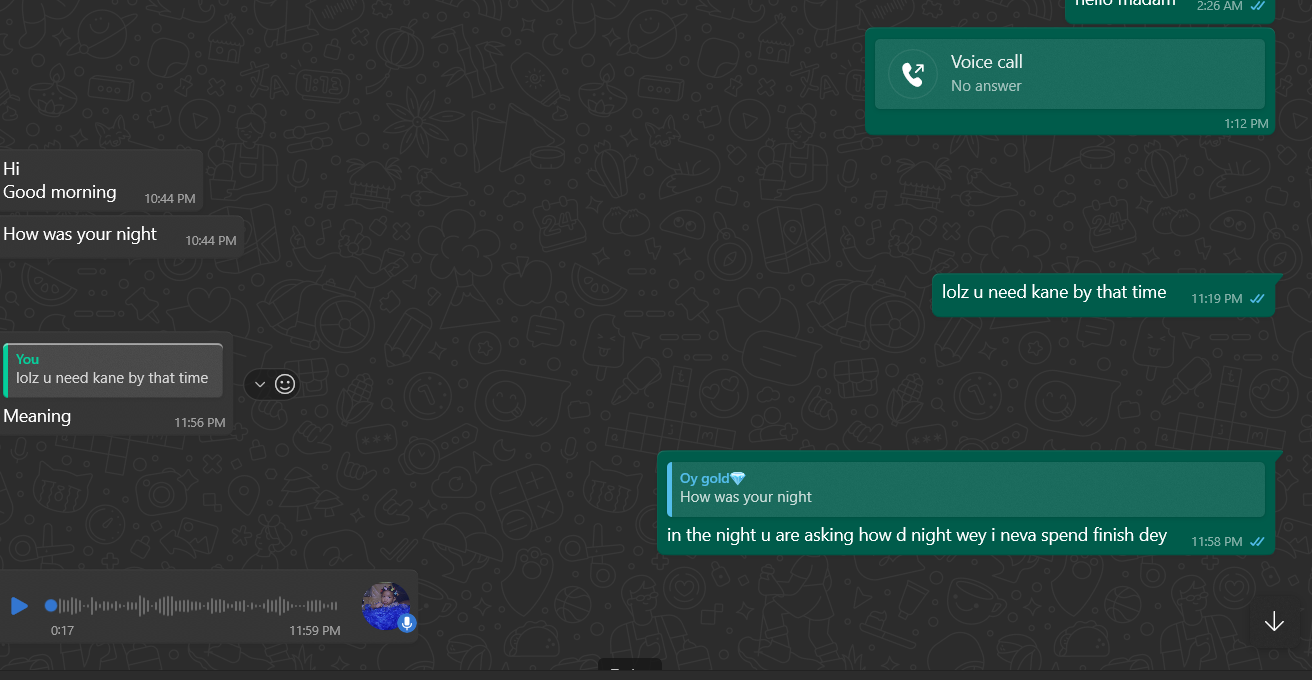 hello madam 2:26 AM
Voice call
No answer
1:12 PM
Hi
Good morning 10:44 PM
How was your night 10:44 PM
lolz u need kane by that time 11:19 PM
You
lolz u need kane by that time
Meaning 11:56 PM
Oy gold💎
How was your night
in the night u are asking how d night wey i neva spend finish dey 11:58 PM
0:17 11:59 PM